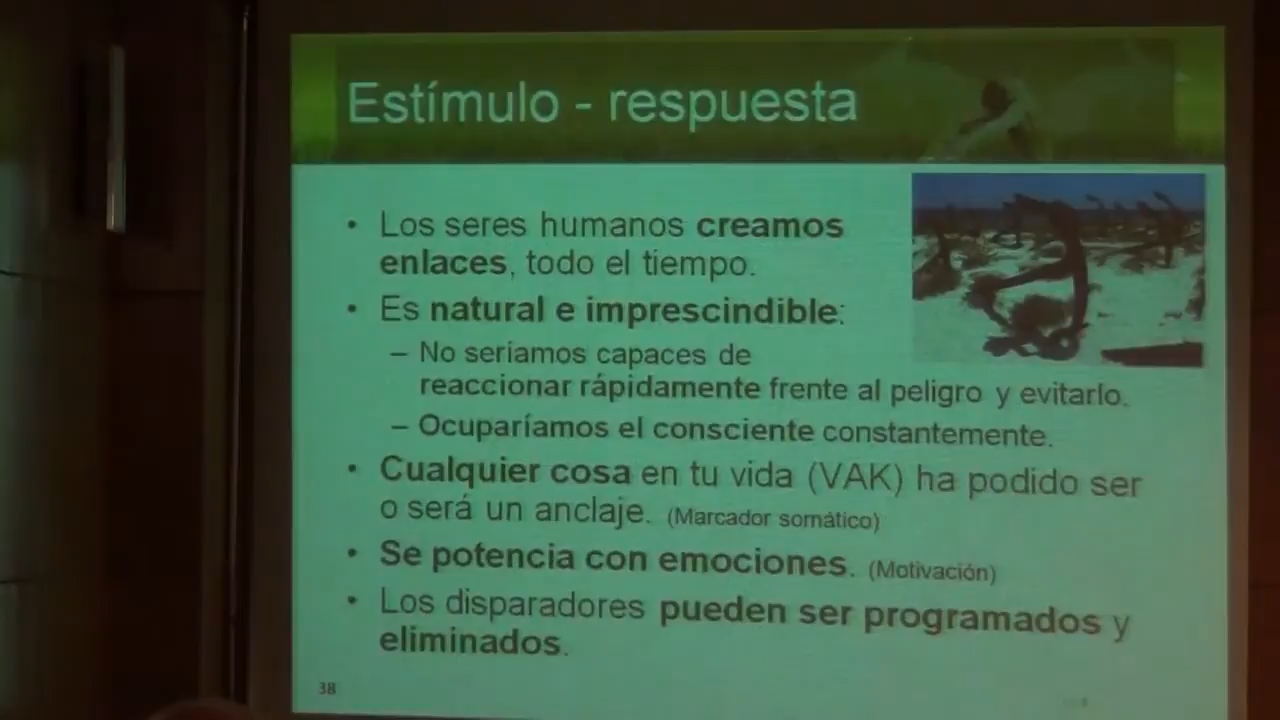 Estímulo - respuesta
• Los seres humanos creamos
enlaces, todo el tiempo.
• Es natural e imprescindible:
– No seríamos capaces de
reaccionar rápidamente frente al peligro y evitarlo.
– Ocuparíamos el consciente constantemente.
• Cualquier cosa en tu vida (VAK) ha podido ser
o será un anclaje. (Marcador somático)
• Se potencia con emociones. (Motivación)
• Los disparadores pueden ser programados y
eliminados.
38